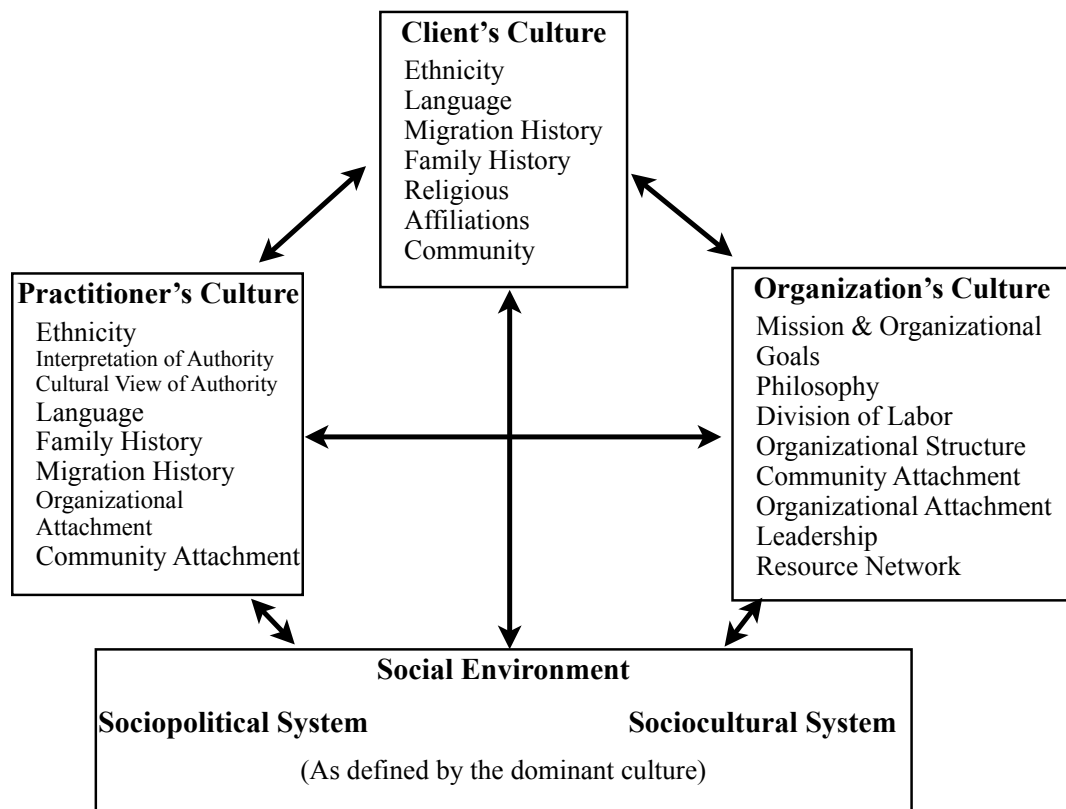 Client's Culture
Ethnicity
Language
Migration History
Family History
Religious
Affiliations
Community
Practitioner's Culture
Ethnicity
Interpretation of Authority
Cultural View of Authority
Language
Family History
Migration History
Organizational
Attachment
Community Attachment
Organization's Culture
Mission & Organizational
Goals
Philosophy
Division of Labor
Organizational Structure
Community Attachment
Organizational Attachment
Leadership
Resource Network
Social Environment
Sociopolitical System
Sociocultural System
(As defined by the dominant culture)